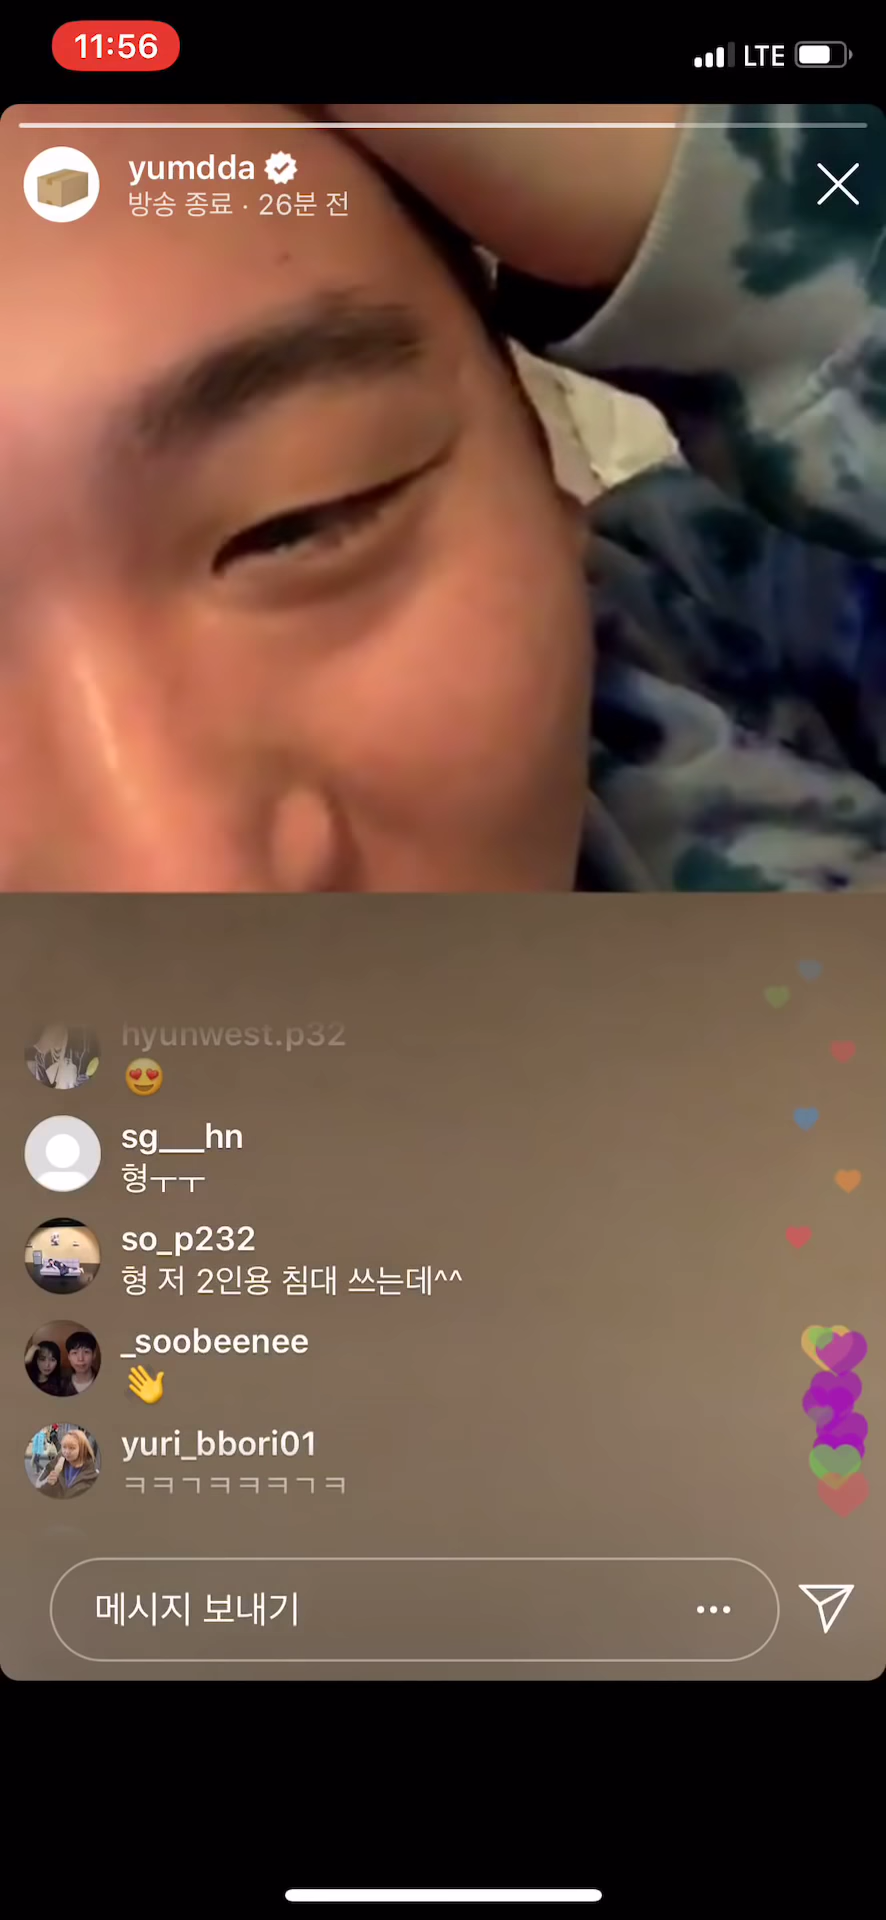 11:56
LTE
yumdda
방송 종료 · 26분 전
hyunwest.p32
😍
sg___hn
형ㅜㅜ
so_p232
형 저 2인용 침대 쓰는데^^
_soobeenee
👋
yuri_bbori01
ㅋㅋㄱㅋㅋㅋㄱㅋ
메시지 보내기